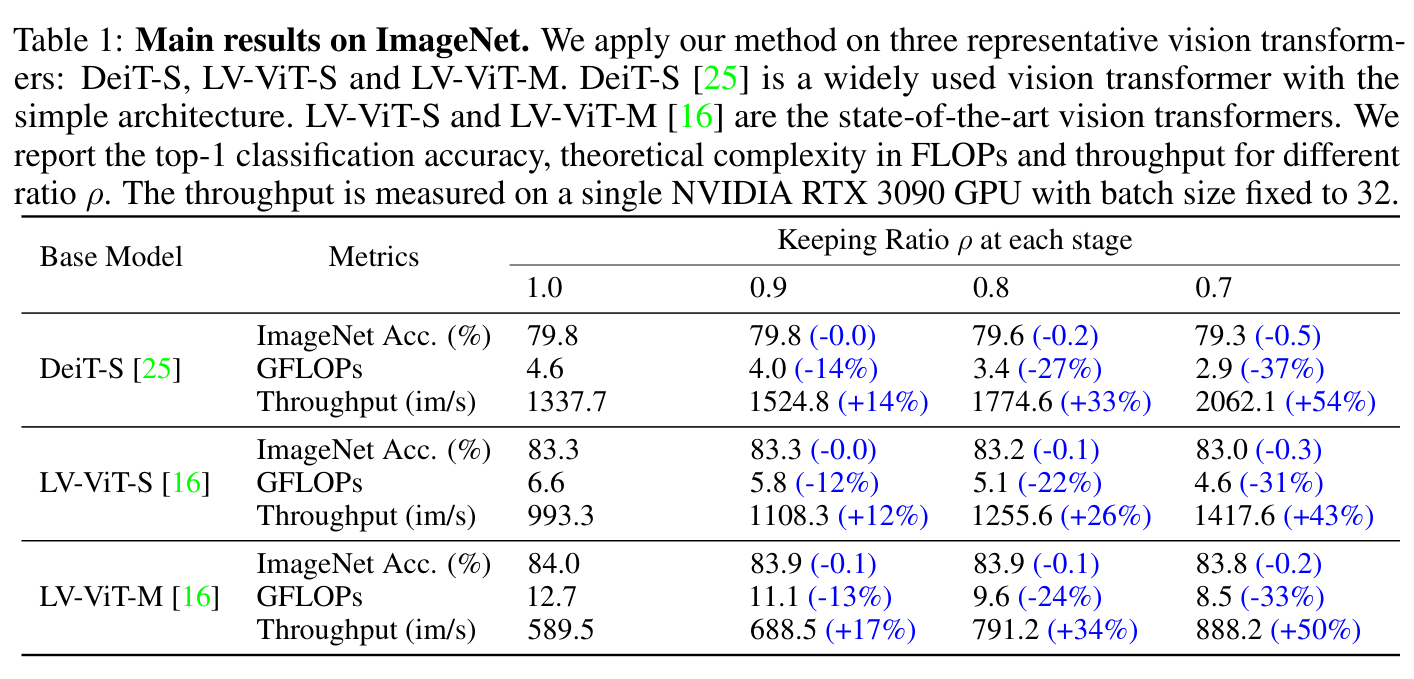 Table 1: Main results on ImageNet. We apply our method on three representative vision transform-
ers: DeiT-S, LV-ViT-S and LV-ViT-M. DeiT-S [25] is a widely used vision transformer with the
simple architecture. LV-ViT-S and LV-ViT-M [16] are the state-of-the-art vision transformers. We
report the top-1 classification accuracy, theoretical complexity in FLOPs and throughput for different
ratio ρ. The throughput is measured on a single NVIDIA RTX 3090 GPU with batch size fixed to 32.
Base Model Metrics Keeping Ratio ρ at each stage
1.0 0.9 0.8 0.7
ImageNet Acc. (%) 79.8 79.8 (-0.0) 79.6 (-0.2) 79.3 (-0.5)
DeiT-S [25] GFLOPs 4.6 4.0 (-14%) 3.4 (-27%) 2.9 (-37%)
Throughput (im/s) 1337.7 1524.8 (+14%) 1774.6 (+33%) 2062.1 (+54%)
ImageNet Acc. (%) 83.3 83.3 (-0.0) 83.2 (-0.1) 83.0 (-0.3)
LV-ViT-S [16] GFLOPs 6.6 5.8 (-12%) 5.1 (-22%) 4.6 (-31%)
Throughput (im/s) 993.3 1108.3 (+12%) 1255.6 (+26%) 1417.6 (+43%)
ImageNet Acc. (%) 84.0 83.9 (-0.1) 83.9 (-0.1) 83.8 (-0.2)
LV-ViT-M [16] GFLOPs 12.7 11.1 (-13%) 9.6 (-24%) 8.5 (-33%)
Throughput (im/s) 589.5 688.5 (+17%) 791.2 (+34%) 888.2 (+50%)